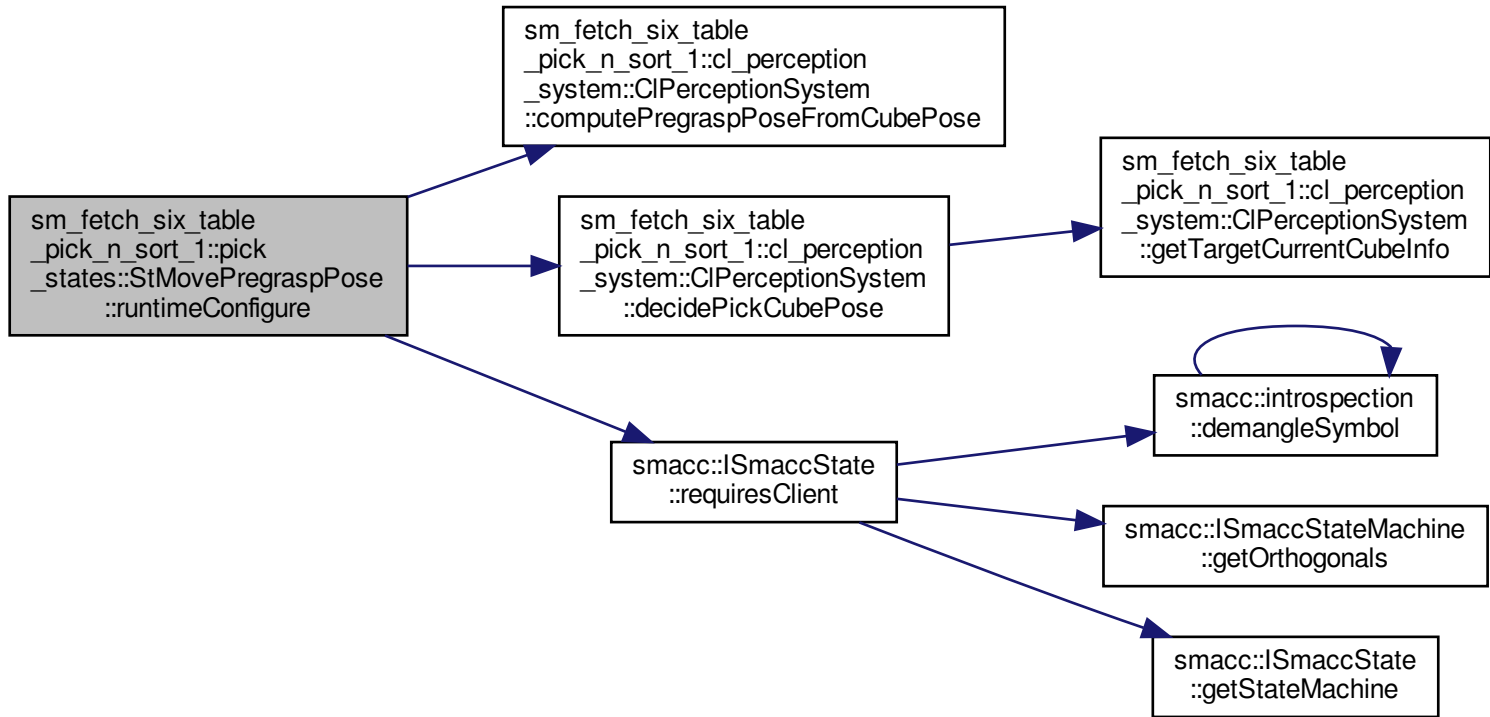 sm_fetch_six_table
_pick_n_sort_1::pick
_states::StMovePregraspPose
::runtimeConfigure
sm_fetch_six_table
_pick_n_sort_1::cl_perception
_system::ClPerceptionSystem
::computePregraspPoseFromCubePose
sm_fetch_six_table
_pick_n_sort_1::cl_perception
_system::ClPerceptionSystem
::decidePickCubePose
smacc::ISmaccState
::requiresClient
sm_fetch_six_table
_pick_n_sort_1::cl_perception
_system::ClPerceptionSystem
::getTargetCurrentCubeInfo
smacc::introspection
::demangleSymbol
smacc::ISmaccStateMachine
::getOrthogonals
smacc::ISmaccState
::getStateMachine